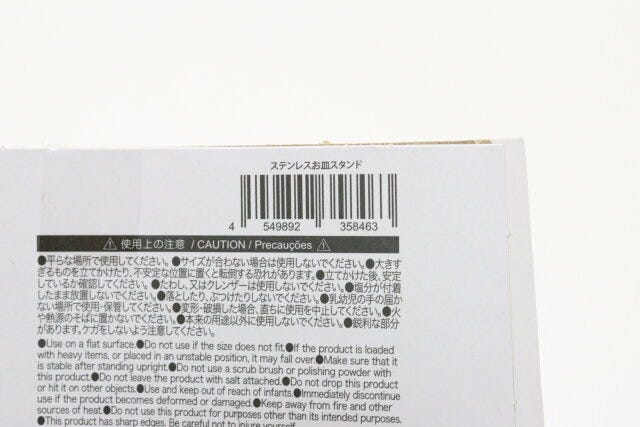 ステンレスお皿スタンド
4 549892 358463
⚠ 使用上の注意 / CAUTION / Precauções ⚠
●平らな場所で使用してください。●サイズが合わない場合は使用しないでください。●大きす
ぎるものを立てかけたり、不安定な位置に置くと転倒する恐れがあります。●立てかけた後、安定
しているか確認してください。●たわし、又はクレンザーは使用しないでください。●塩分が付着
したまま放置しないでください。●落としたり、ぶつけたりしないでください。●乳幼児の手の届か
ない場所で使用・保管してください。●変形・破損した場合、直ちに使用を中止してください。●火
や熱源のそばに置かないでください。●本来の用途以外に使用しないでください。●鋭利な部分
があります。ケガをしないよう注意してください。
●Use on a flat surface.●Do not use if the size does not fit.●If the product is loaded
with heavy items, or placed in an unstable position, it may fall over.●Make sure that it
is stable after standing upright.●Do not use a scrub brush or polishing powder with
this product.●Do not leave the product with salt attached.●Do not drop this product
or hit it on other objects.●Use and keep out of reach of infants.●Immediately discontinue
use if the product becomes deformed or damaged.●Keep away from fire and other
sources of heat.●Do not use this product for purposes other than its intended purposes.
●This product has sharp edges. Be careful not to injure yourself.